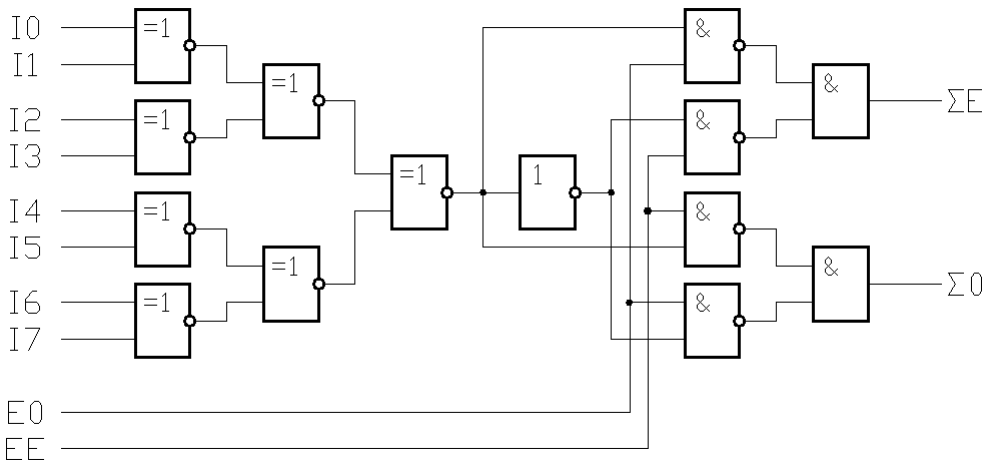 I0
=1
&
I1
=1
&
ΣE
I2
=1
&
I3
=1
1
I4
=1
&
I5
=1
&
Σ0
I6
=1
&
I7
E0
EE